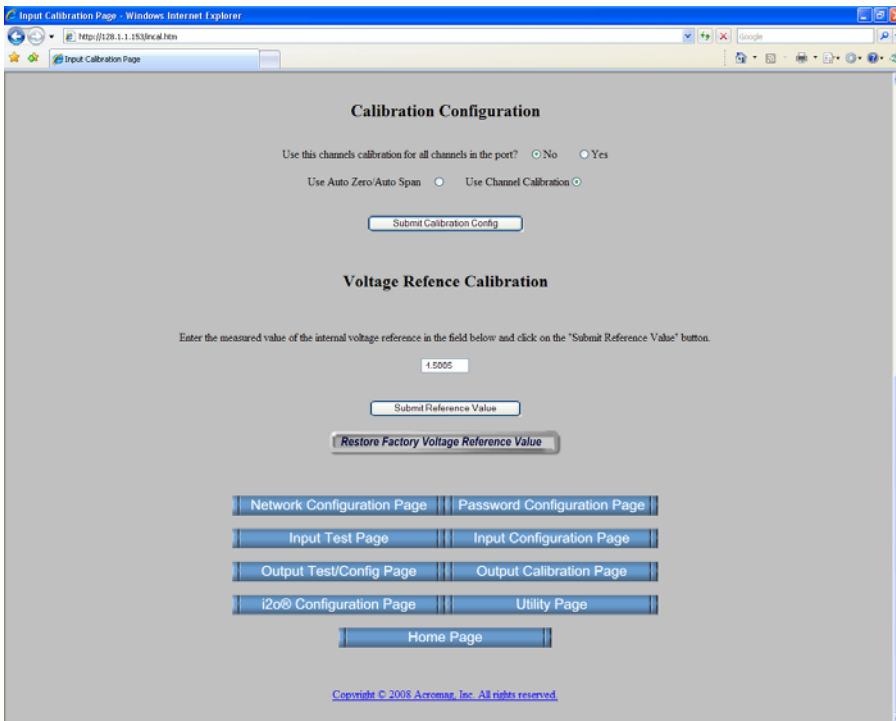 Input Calibration Page - Windows Internet Explorer
http://128.1.1.153/incal.htm
Google
Input Calibration Page
Calibration Configuration
Use this channels calibration for all channels in the port? No Yes
Use Auto Zero/Auto Span Use Channel Calibration
Submit Calibration Config
Voltage Refence Calibration
Enter the measured value of the internal voltage reference in the field below and click on the "Submit Reference Value" button.
1.5005
Submit Reference Value
Restore Factory Voltage Reference Value
Network Configuration Page Password Configuration Page
Input Test Page Input Configuration Page
Output Test/Config Page Output Calibration Page
i2o® Configuration Page Utility Page
Home Page
Copyright © 2008 Acromag, Inc. All rights reserved.